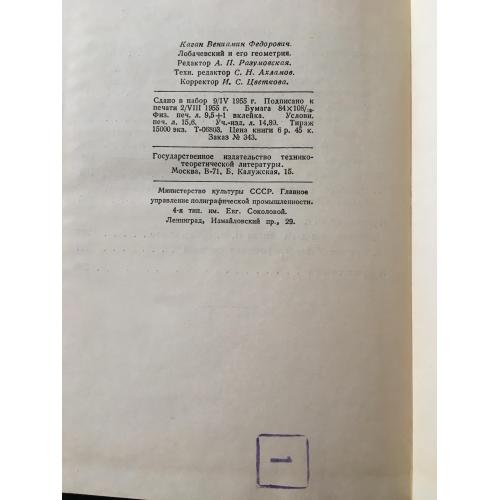 Каган Вениамин Федорович.
Лобачевский и его геометрия.
Редактор А. П. Разумовская.
Техн. редактор С. Н. Ахламов.
Корректор И. С. Цветкова.
Сдано в набор 9/IV 1955 г. Подписано к
печати 2/VIII 1955 г. Бумага 84×108/₃₂.
Физ. печ. л. 9,5+1 вклейка. Услови.
печ. л. 15,6. Уч.-изд. л. 14,80. Тираж
15000 экз. Т-06803. Цена книги 6 р. 45 к.
Заказ № 343.
Государственное издательство технико-
теоретической литературы.
Москва, В-71, Б. Калужская, 15.
Министерство культуры СССР. Главное
управление полиграфической промышленности.
4-я тип. им. Евг. Соколовой.
Ленинград, Измайловский пр., 29.
1